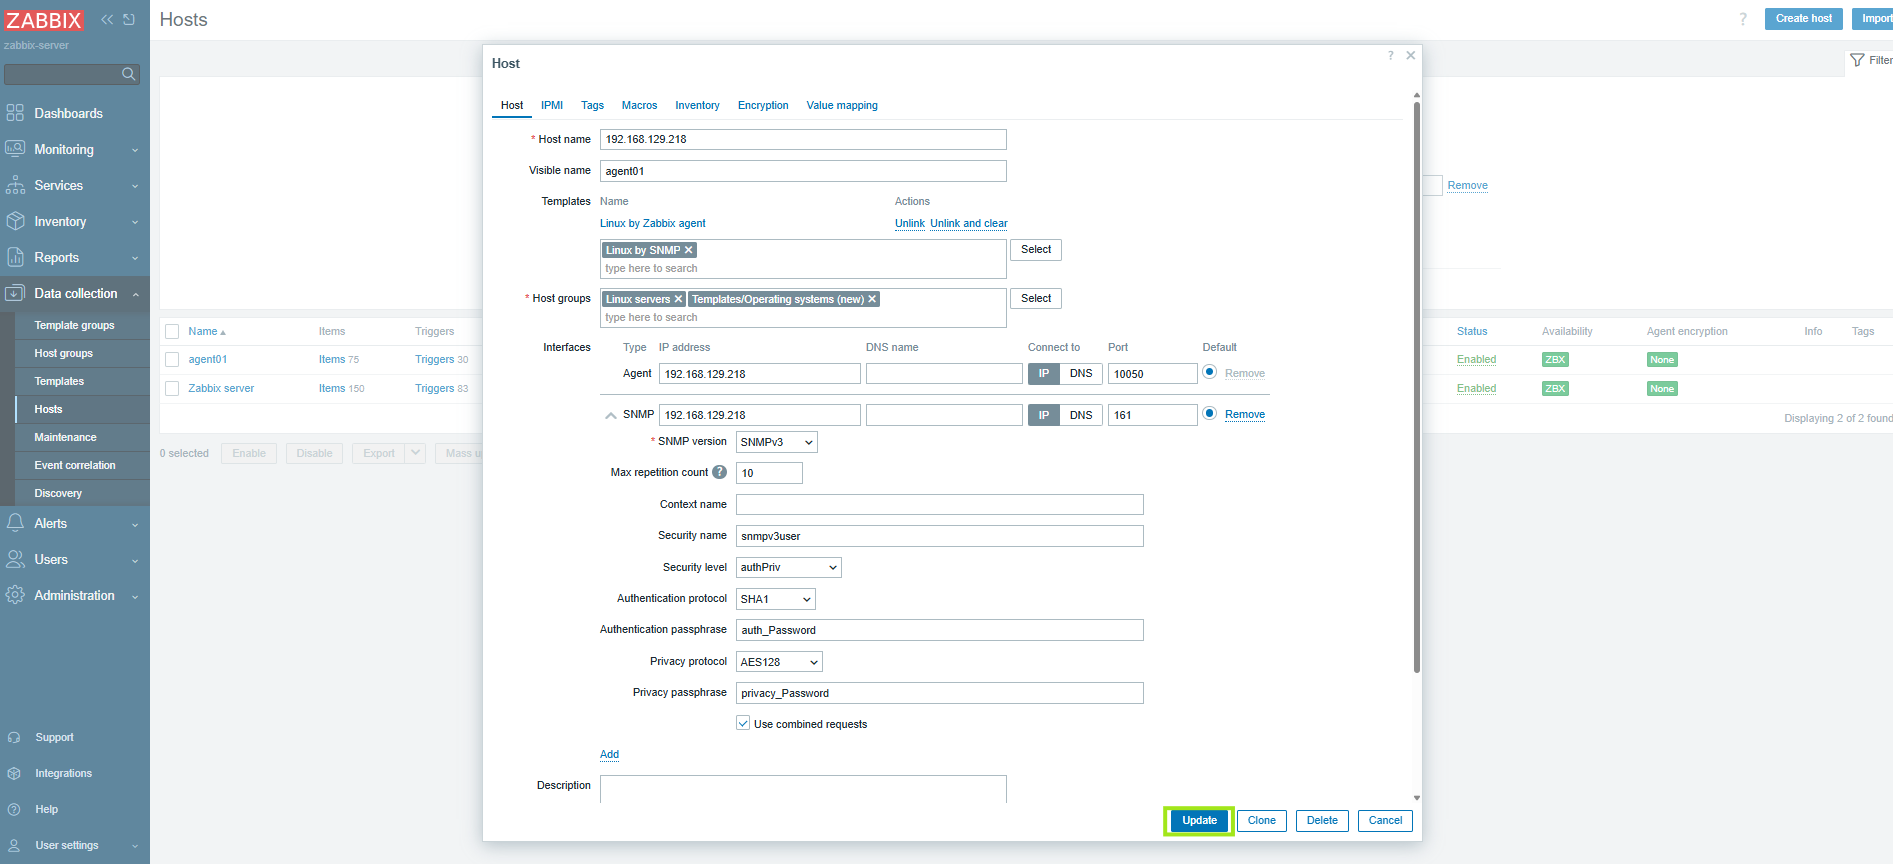 ZABBIX
zabbix-server
Dashboards
Monitoring
Services
Inventory
Reports
Data collection
Template groups
Host groups
Templates
Hosts
Maintenance
Event correlation
Discovery
Alerts
Users
Administration
Support
Integrations
Help
User settings
Hosts
? Create host Import
Filter
Remove
Name Items Triggers
agent01 Items 75 Triggers 30
Zabbix server Items 150 Triggers 83
0 selected Enable Disable Export Mass
Host
? 
Host IPMI Tags Macros Inventory Encryption Value mapping
* Host name 192.168.129.218
Visible name agent01
Templates Name Actions
Linux by Zabbix agent Unlink Unlink and clear
Linux by SNMP Select
type here to search
* Host groups Linux servers Templates/Operating systems (new) Select
type here to search
Interfaces Type IP address DNS name Connect to Port Default
Agent 192.168.129.218 IP DNS 10050 Remove
SNMP 192.168.129.218 IP DNS 161 Remove
* SNMP version SNMPv3
Max repetition count ? 10
Context name
Security name snmpv3user
Security level authPriv
Authentication protocol SHA1
Authentication passphrase auth_Password
Privacy protocol AES128
Privacy passphrase privacy_Password
Use combined requests
Add
Description
Update Clone Delete Cancel
Status Availability Agent encryption Info Tags
Enabled ZBX None
Enabled ZBX None
Displaying 2 of 2 found